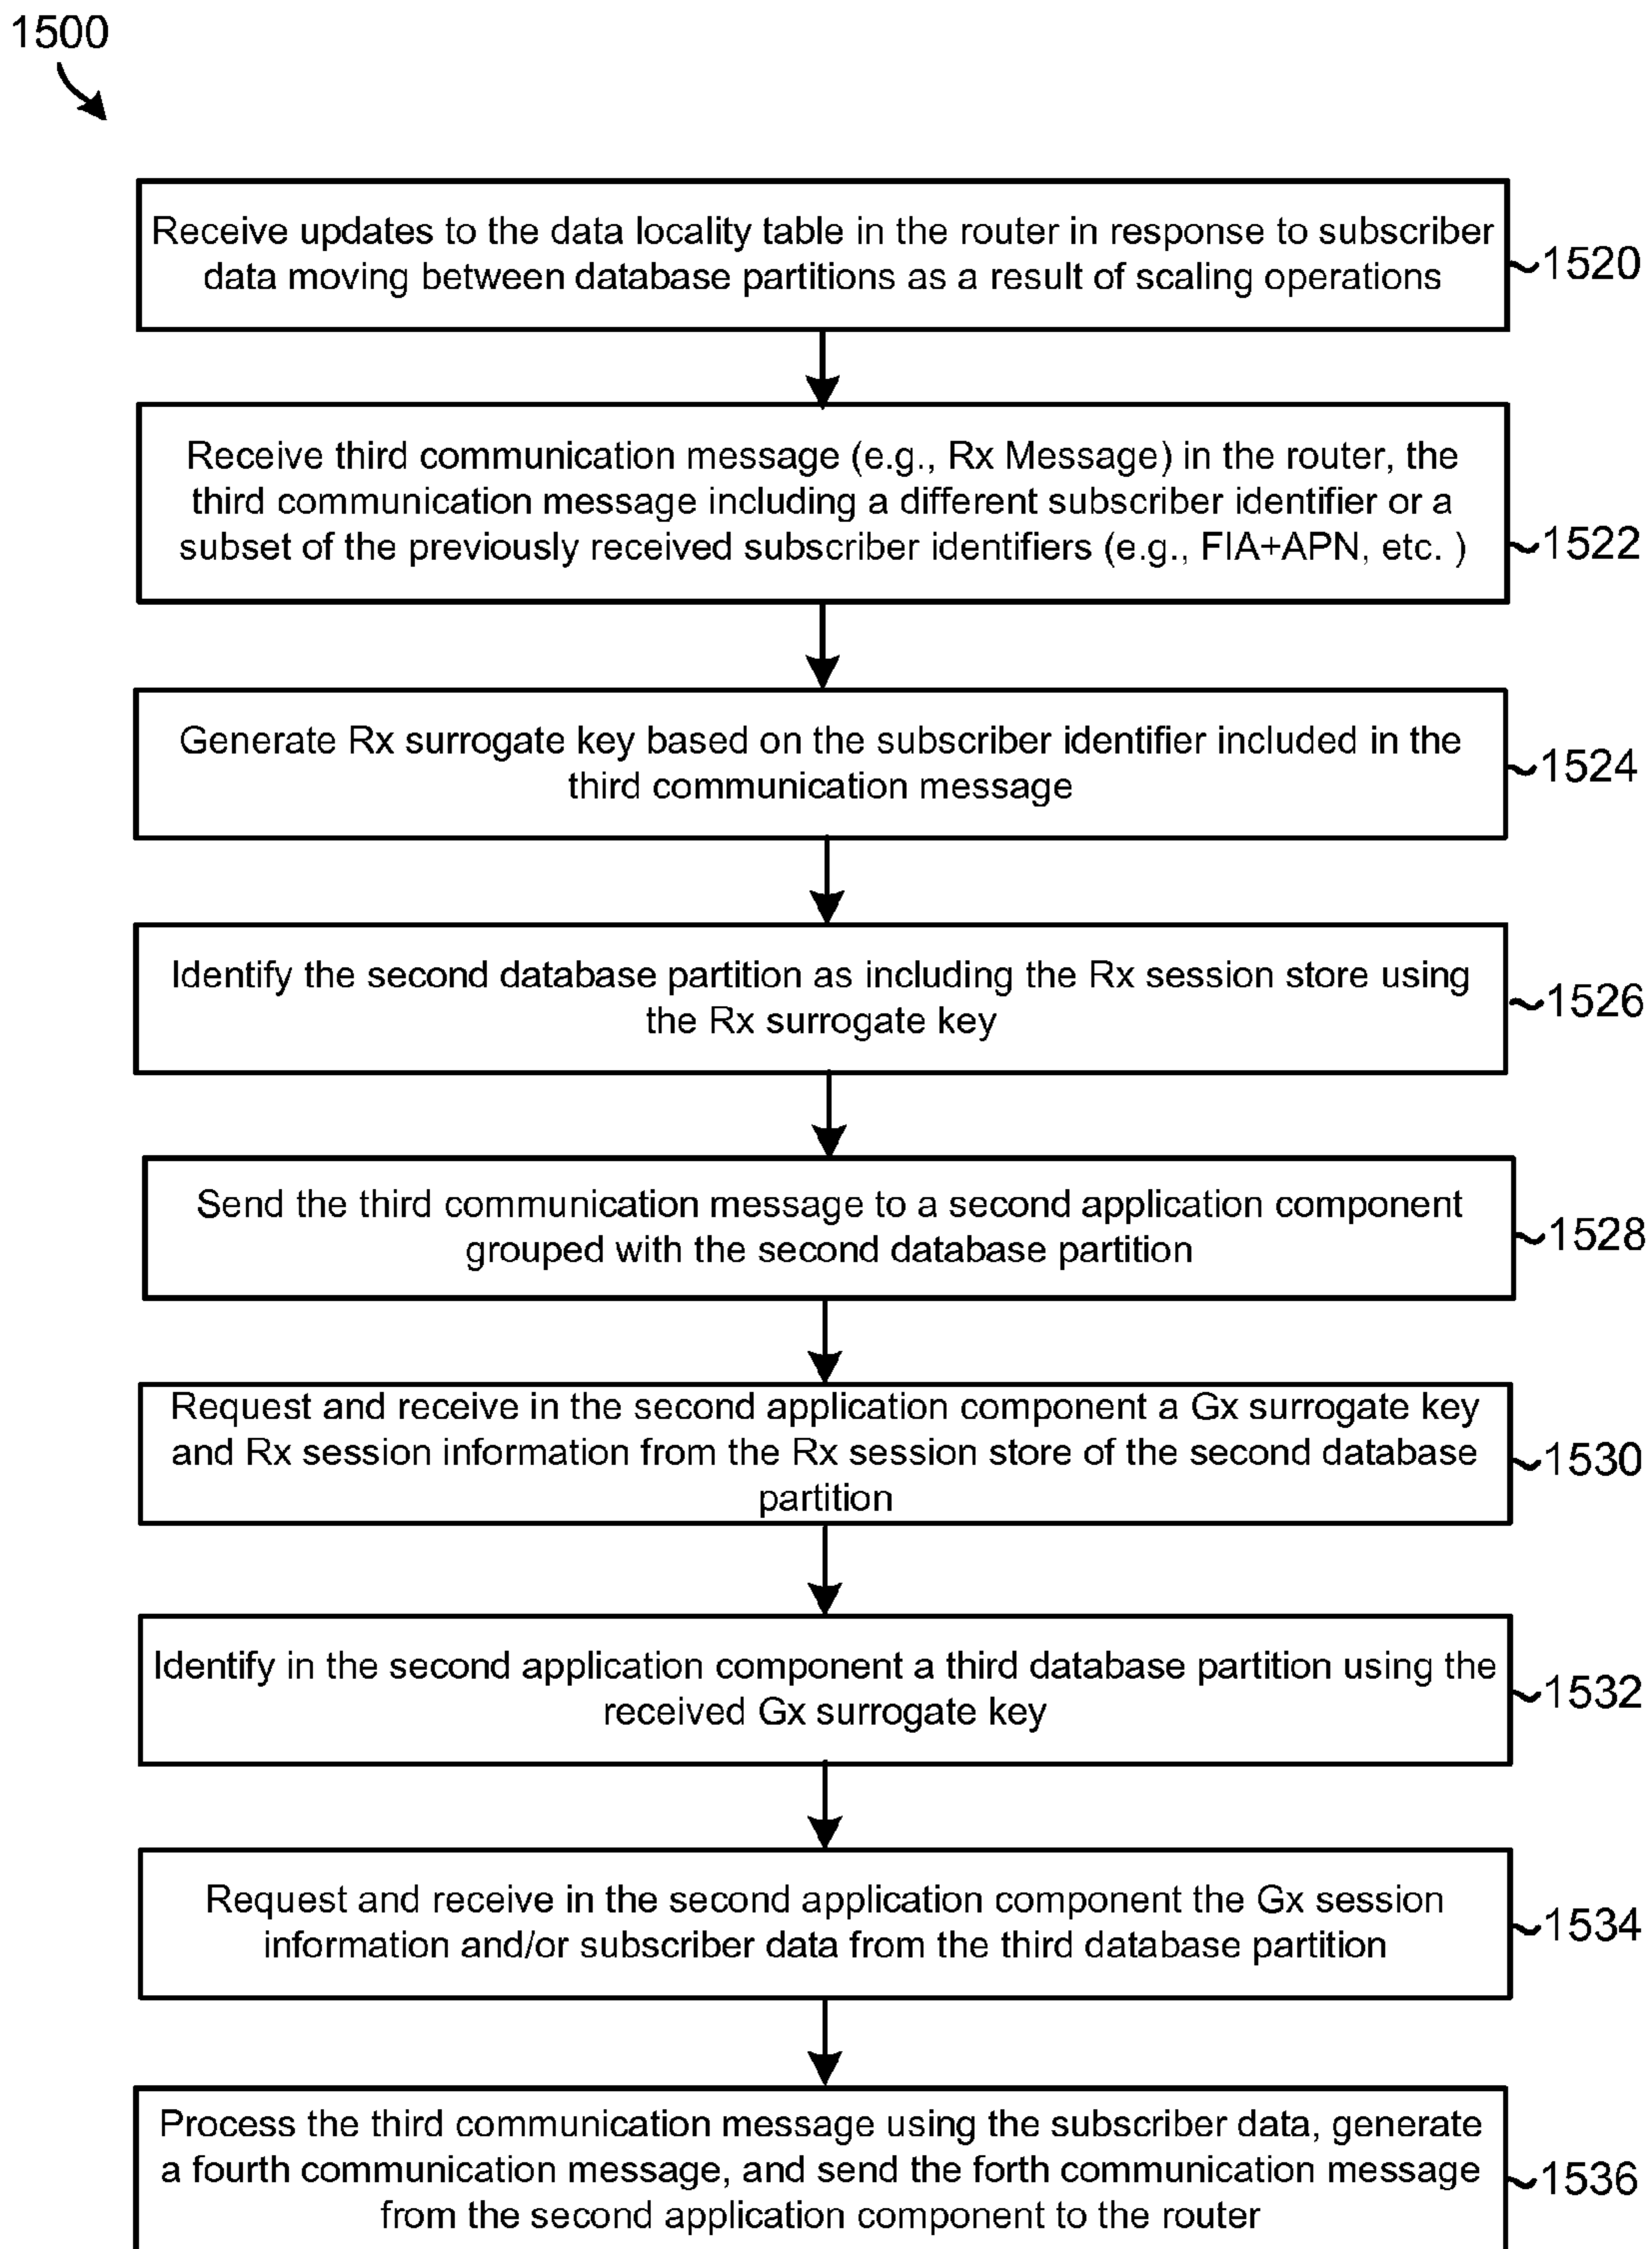 1500
Receive updates to the data locality table in the router in response to subscriber
data moving between database partitions as a result of scaling operations
1520
Receive third communication message (e.g., Rx Message) in the router, the
third communication message including a different subscriber identifier or a
subset of the previously received subscriber identifiers (e.g., FIA+APN, etc. )
1522
Generate Rx surrogate key based on the subscriber identifier included in the
third communication message
1524
Identify the second database partition as including the Rx session store using
the Rx surrogate key
1526
Send the third communication message to a second application component
grouped with the second database partition
1528
Request and receive in the second application component a Gx surrogate key
and Rx session information from the Rx session store of the second database
partition
1530
Identify in the second application component a third database partition using the
received Gx surrogate key
1532
Request and receive in the second application component the Gx session
information and/or subscriber data from the third database partition
1534
Process the third communication message using the subscriber data, generate
a fourth communication message, and send the forth communication message
from the second application component to the router
1536